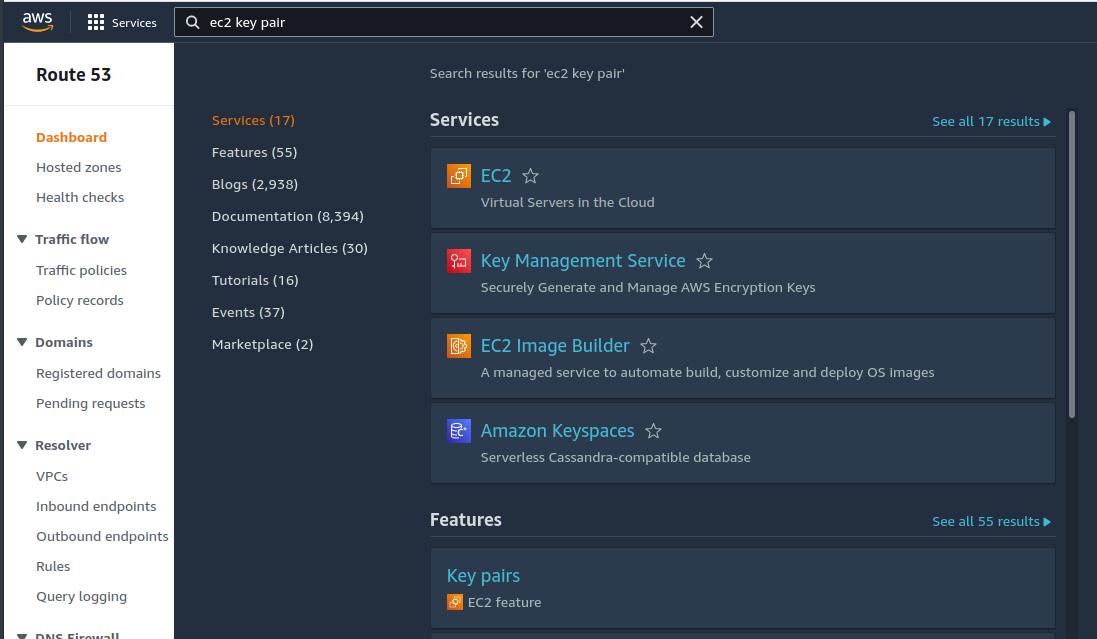 aws
Services
ec2 key pair
Route 53
Dashboard
Hosted zones
Health checks
Traffic flow
Traffic policies
Policy records
Domains
Registered domains
Pending requests
Resolver
VPCs
Inbound endpoints
Outbound endpoints
Rules
Query logging
DNS Firewall
Services (17)
Features (55)
Blogs (2,938)
Documentation (8,394)
Knowledge Articles (30)
Tutorials (16)
Events (37)
Marketplace (2)
Search results for 'ec2 key pair'
Services
See all 17 results
EC2
Virtual Servers in the Cloud
Key Management Service
Securely Generate and Manage AWS Encryption Keys
EC2 Image Builder
A managed service to automate build, customize and deploy OS images
Amazon Keyspaces
Serverless Cassandra-compatible database
Features
See all 55 results
Key pairs
EC2 feature